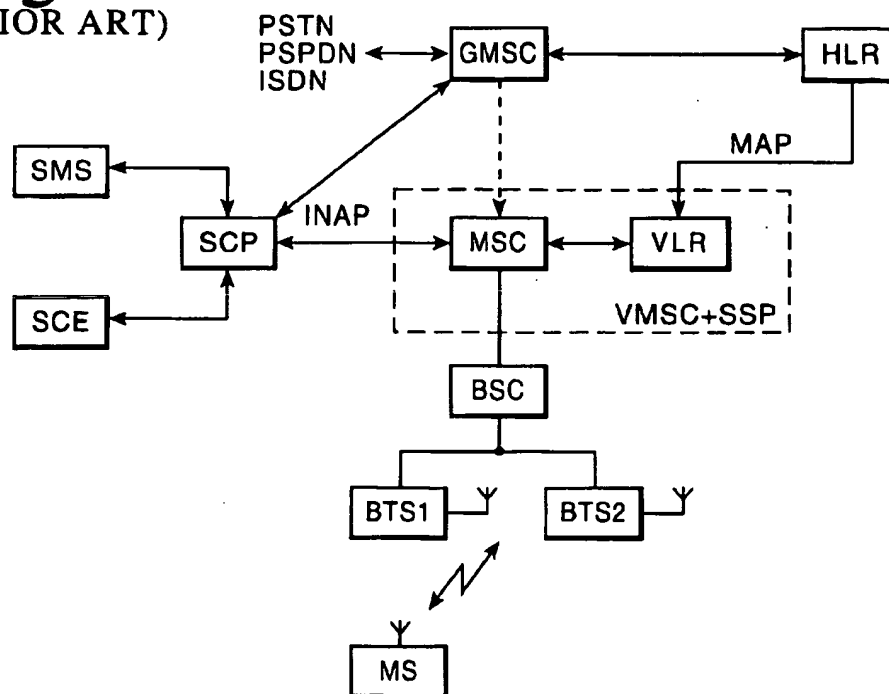 (PRIOR ART)
PSTN
PSPDN
ISDN
GMSC
HLR
MAP
SMS
INAP
SCP
MSC
VLR
SCE
VMSC+SSP
BSC
BTS1
BTS2
MS